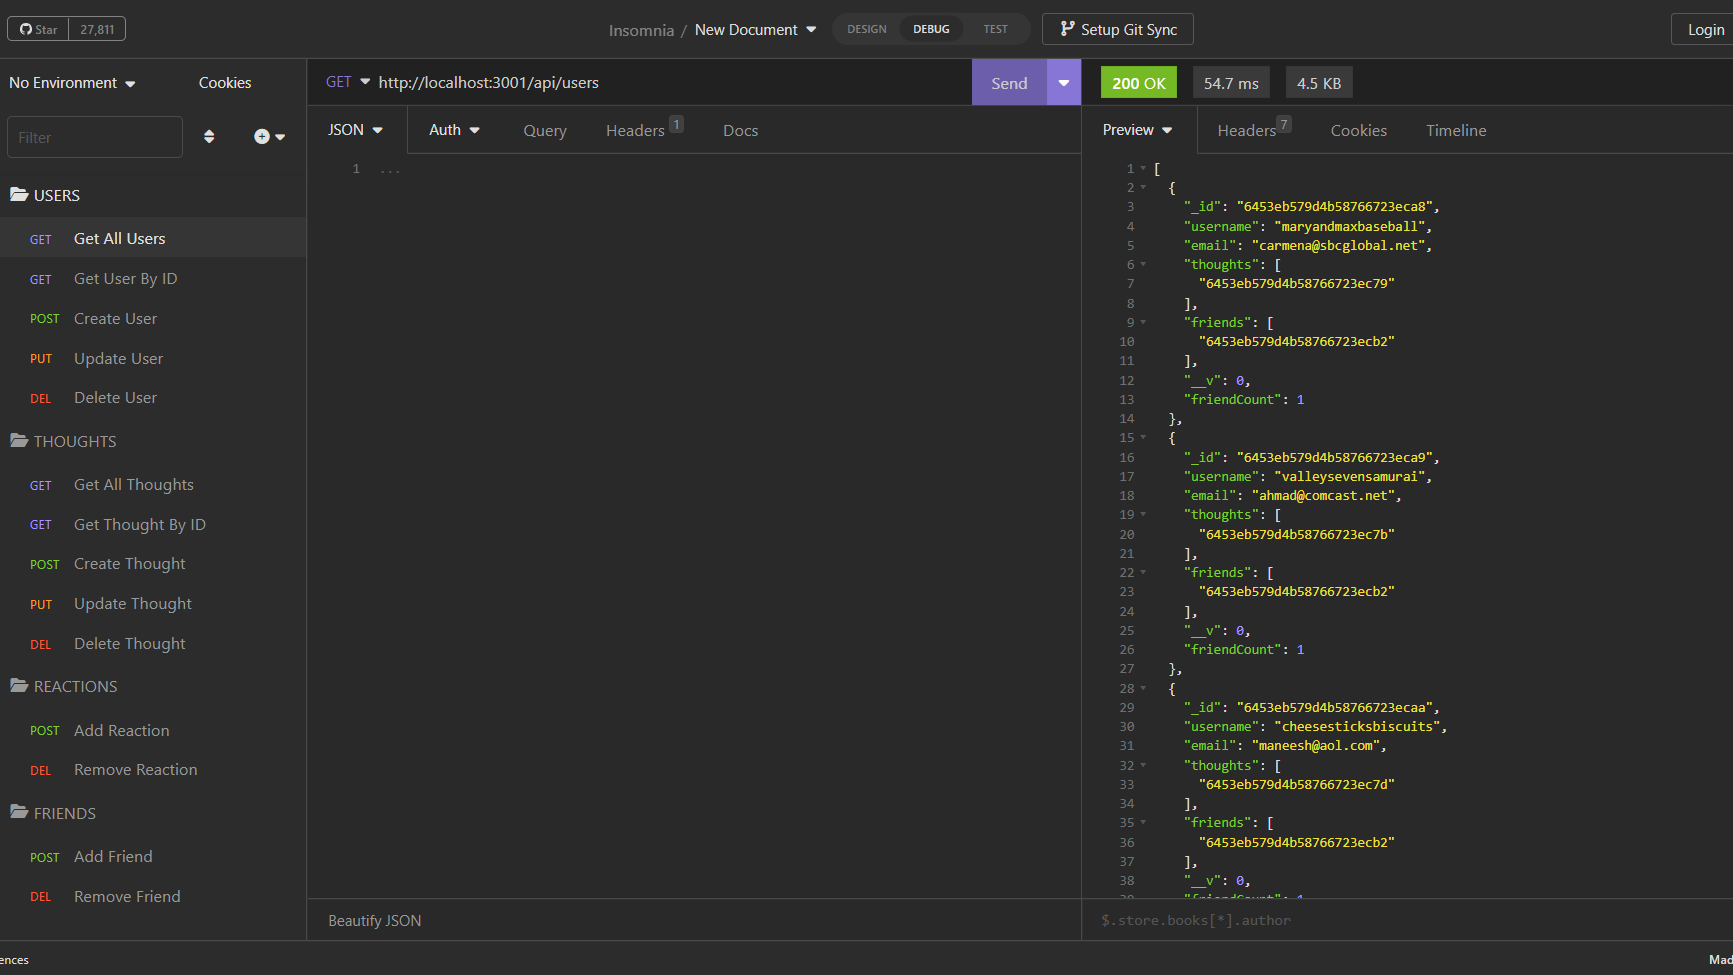 Star 27,811
Insomnia / New Document DESIGN DEBUG TEST Setup Git Sync
Login
No Environment Cookies
GET http://localhost:3001/api/users Send
200 OK 54.7 ms 4.5 KB
Filter
JSON Auth Query Headers 1 Docs
Preview Headers 7 Cookies Timeline
USERS
GET Get All Users
GET Get User By ID
POST Create User
PUT Update User
DEL Delete User
THOUGHTS
GET Get All Thoughts
GET Get Thought By ID
POST Create Thought
PUT Update Thought
DEL Delete Thought
REACTIONS
POST Add Reaction
DEL Remove Reaction
FRIENDS
POST Add Friend
DEL Remove Friend
1 ...
Beautify JSON
1 [
2 {
3 "_id": "6453eb579d4b58766723eca8",
4 "username": "maryandmaxbaseball",
5 "email": "carmena@sbcglobal.net",
6 "thoughts": [
7 "6453eb579d4b58766723ec79"
8 ],
9 "friends": [
10 "6453eb579d4b58766723ecb2"
11 ],
12 "__v": 0,
13 "friendCount": 1
14 },
15 {
16 "_id": "6453eb579d4b58766723eca9",
17 "username": "valleysevensamurai",
18 "email": "ahmad@comcast.net",
19 "thoughts": [
20 "6453eb579d4b58766723ec7b"
21 ],
22 "friends": [
23 "6453eb579d4b58766723ecb2"
24 ],
25 "__v": 0,
26 "friendCount": 1
27 },
28 {
29 "_id": "6453eb579d4b58766723ecaa",
30 "username": "cheesesticksbiscuits",
31 "email": "maneesh@aol.com",
32 "thoughts": [
33 "6453eb579d4b58766723ec7d"
34 ],
35 "friends": [
36 "6453eb579d4b58766723ecb2"
37 ],
38 "__v": 0,
39 "friendCount": 1
$.store.books[*].author
ences
Mad